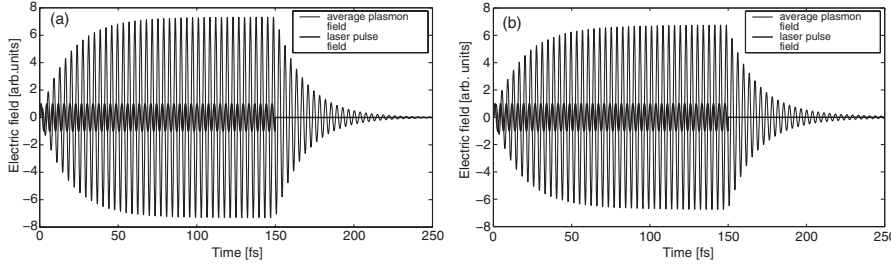 (a)
average plasmon
field
laser pulse
field
Electric field [arb.units]
8
6
4
2
0
−2
−4
−6
−8
0 50 100 150 200 250
Time [fs]
(b)
average plasmon
field
laser pulse
field
Electric field [arb. units]
8
6
4
2
0
−2
−4
−6
−8
0 50 100 150 200 250
Time [fs]